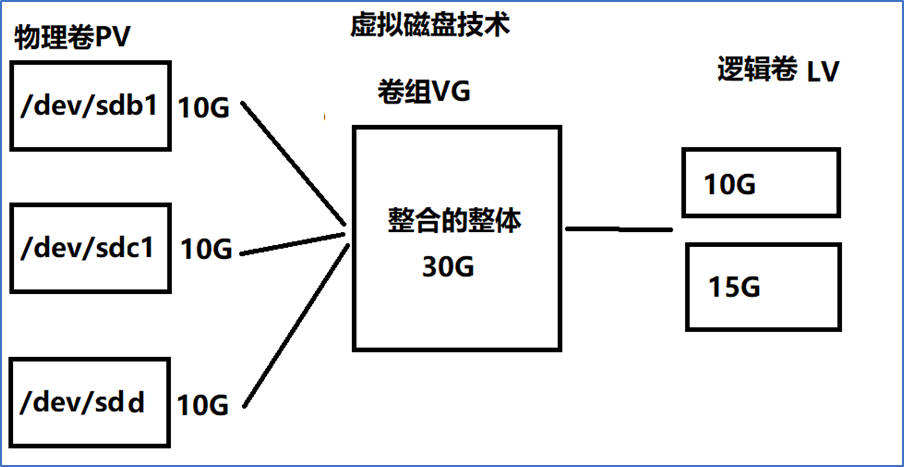 虚拟磁盘技术
物理卷PV
/dev/sdb1 10G
/dev/sdc1 10G
/dev/sdd 10G
卷组VG
整合的整体
30G
逻辑卷 LV
10G
15G